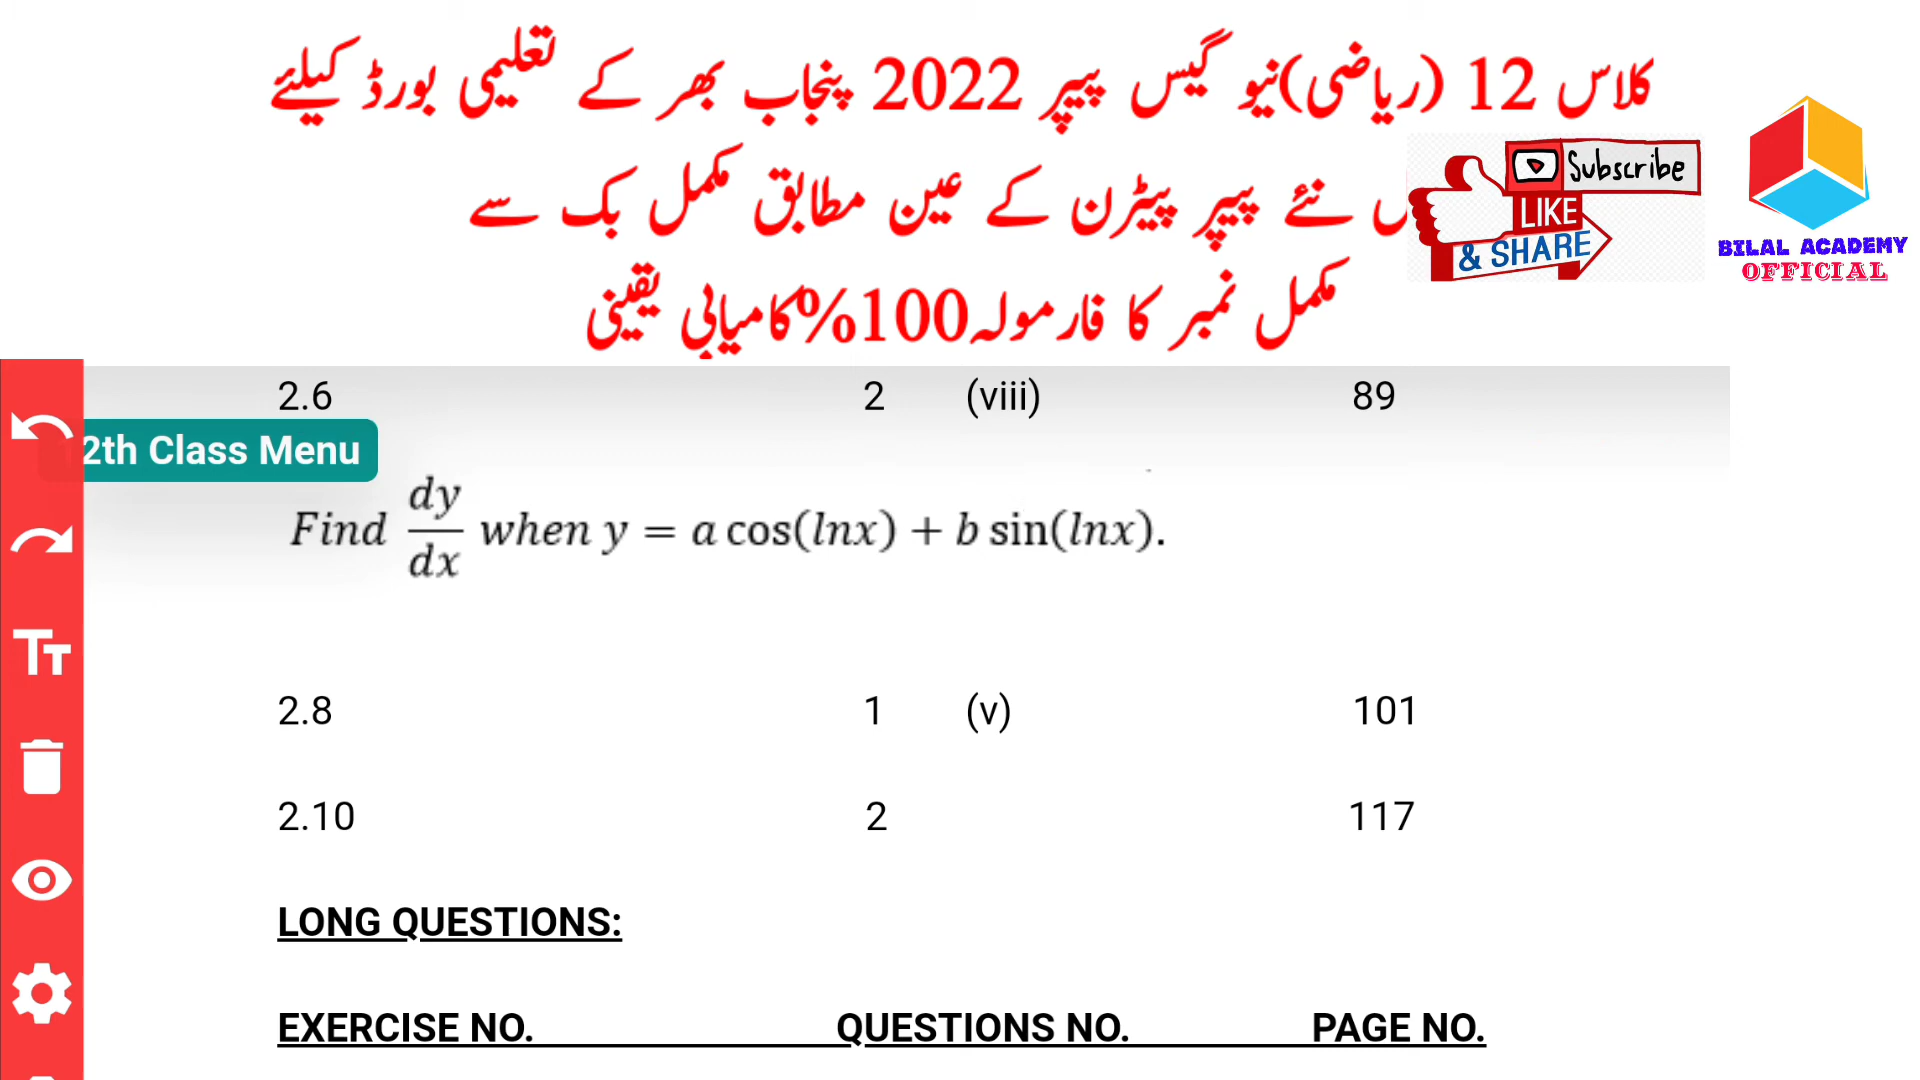 کلاس 12 (ریاضی)نیو گیس پیپر 2022 پنجاب بھر کے تعلیمی بورڈ کیلئے
نئے پیپر پیٹرن کے عین مطابق مکمل بک سے
مکمل نمبر کا فارمولہ100%کامیابی یقینی
Subscribe
LIKE
& SHARE
BILAL ACADEMY
OFFICIAL
2.6 2 (viii) 89
2th Class Menu
Find dy/dx when y = a cos(lnx) + b sin(lnx).
2.8 1 (v) 101
2.10 2 117
LONG QUESTIONS:
EXERCISE NO. QUESTIONS NO. PAGE NO.
TT